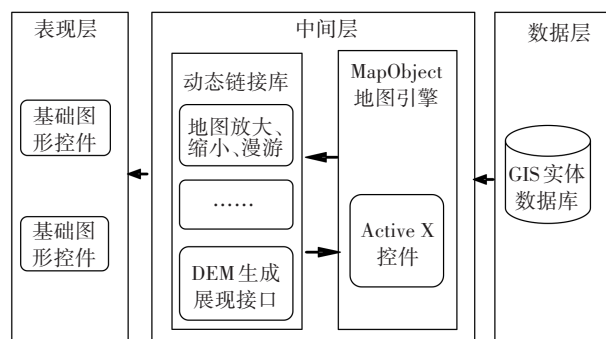 表现层
基础图
形控件
基础图
形控件
中间层
动态链接库
地图放大、
缩小、漫游
……
DEM生成
展现接口
MapObject
地图引擎
Active X
控件
数据层
GIS实体
数据库